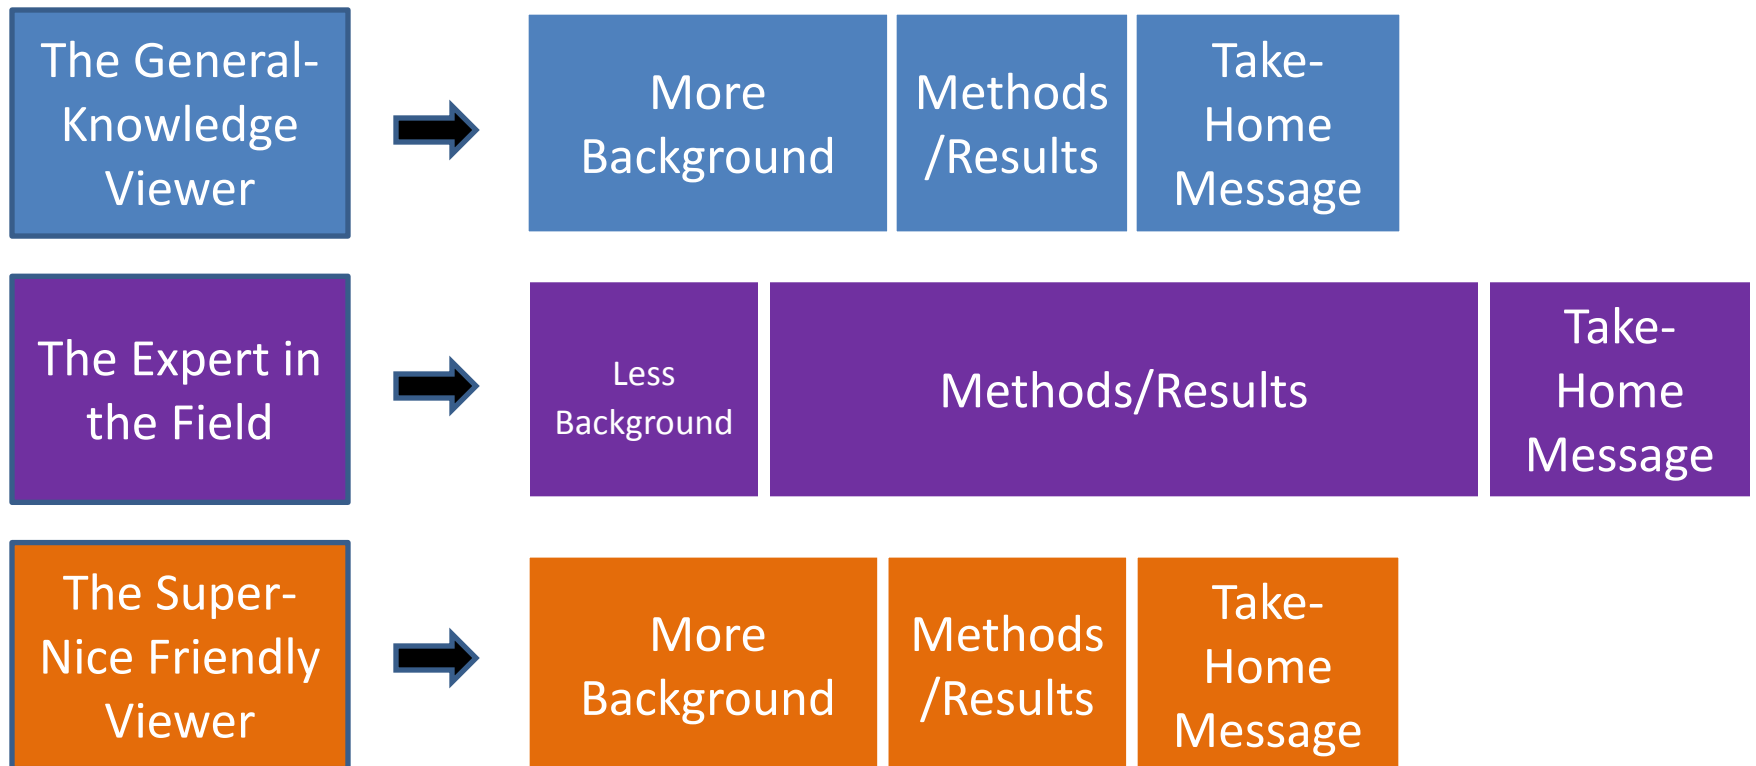 The General-
Knowledge
Viewer
More
Background
Methods
/Results
Take-
Home
Message
The Expert in
the Field
Less
Background
Methods/Results
Take-
Home
Message
The Super-
Nice Friendly
Viewer
More
Background
Methods
/Results
Take-
Home
Message